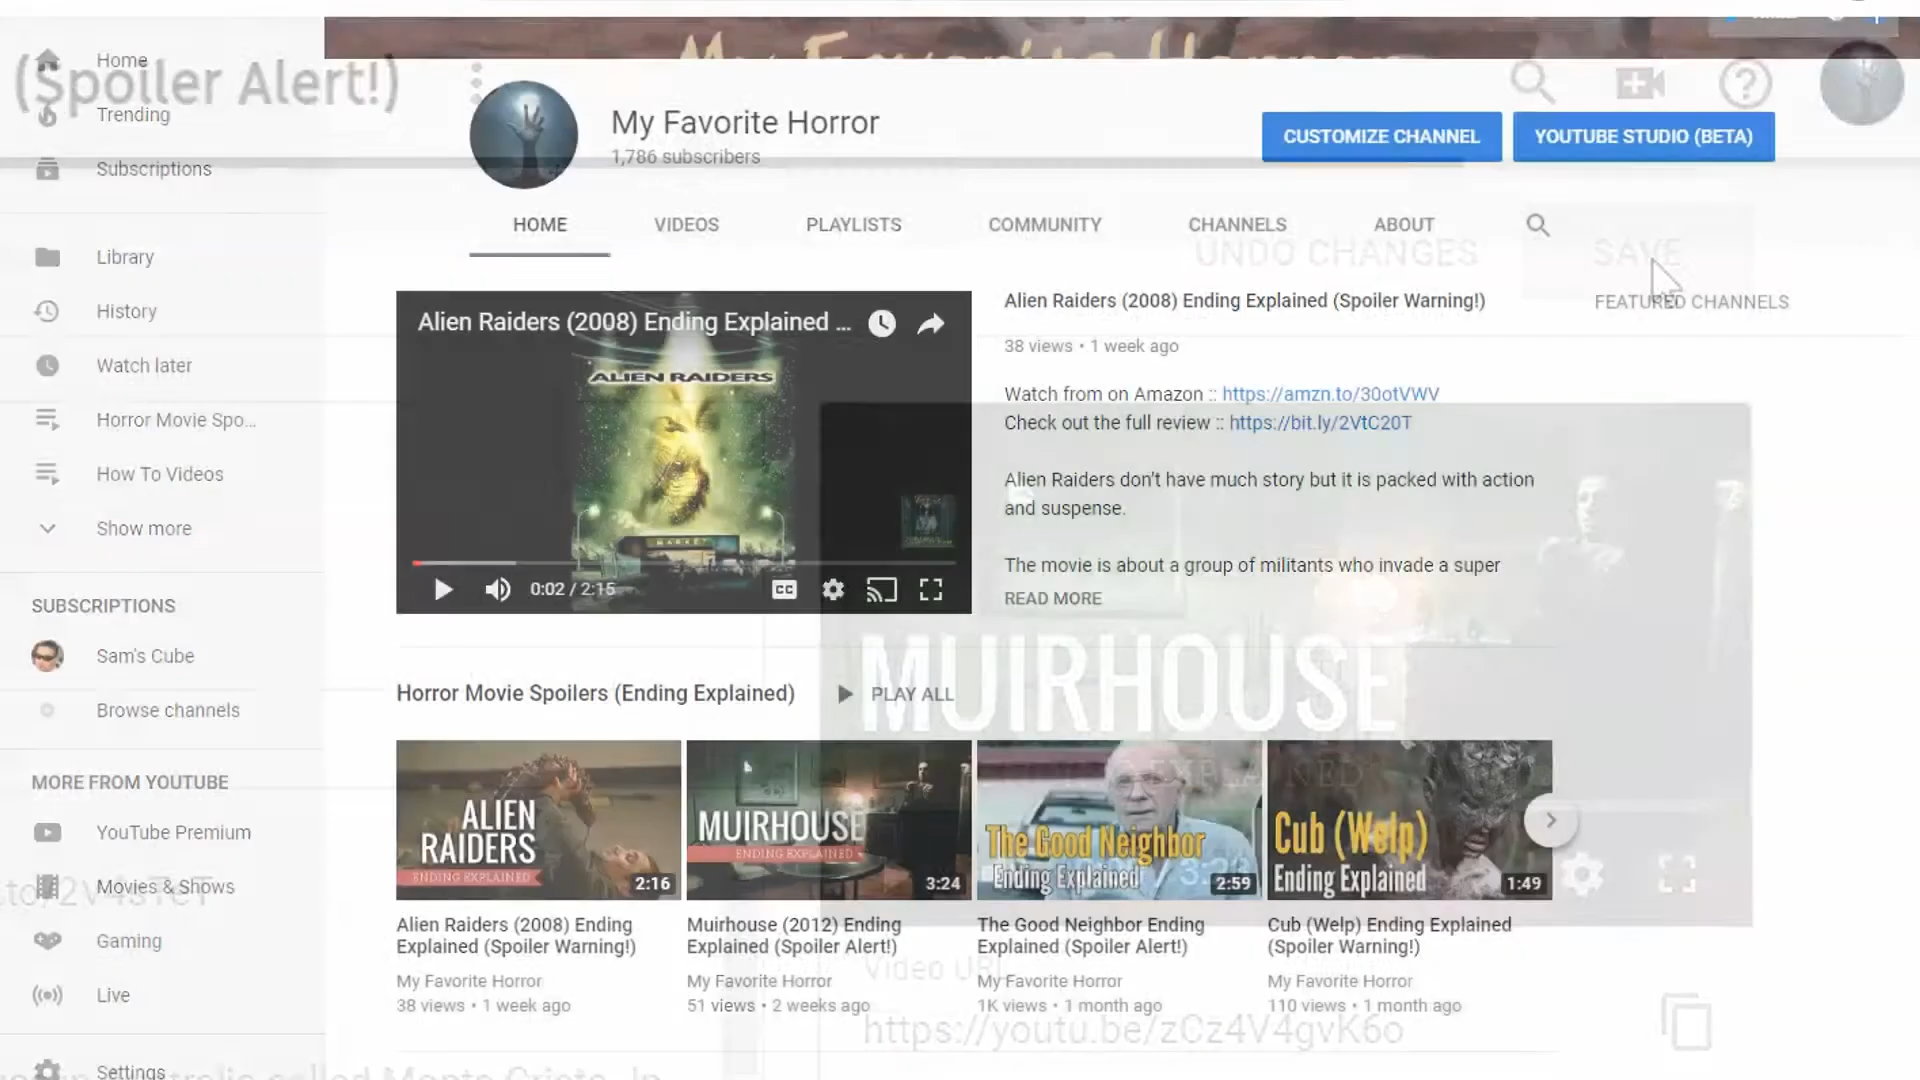 My Favorite Horror
Home
(Spoiler Alert!)
Trending
Subscriptions
My Favorite Horror
1,786 subscribers
CUSTOMIZE CHANNEL
YOUTUBE STUDIO (BETA)
HOME
VIDEOS
PLAYLISTS
COMMUNITY
CHANNELS
ABOUT
UNDO CHANGES
SAVE
Library
History
Watch later
Horror Movie Spo...
How To Videos
Show more
SUBSCRIPTIONS
Sam's Cube
Browse channels
MORE FROM YOUTUBE
YouTube Premium
Movies & Shows
Gaming
Live
Settings
Alien Raiders (2008) Ending Explained ...
ALIEN RAIDERS
MARKET
0:02 / 2:15
CC
Alien Raiders (2008) Ending Explained (Spoiler Warning!)
38 views • 1 week ago
Watch from on Amazon :: https://amzn.to/30otVWV
Check out the full review :: https://bit.ly/2VtC20T
Alien Raiders don't have much story but it is packed with action
and suspense.
The movie is about a group of militants who invade a super
READ MORE
FEATURED CHANNELS
MUIRHOUSE
Horror Movie Spoilers (Ending Explained)
PLAY ALL
ALIEN
RAIDERS
ENDING EXPLAINED
2:16
MUIRHOUSE
ENDING EXPLAINED
3:24
The Good Neighbor
Ending Explained
2:59
Cub (Welp)
Ending Explained
1:49
Alien Raiders (2008) Ending
Explained (Spoiler Warning!)
My Favorite Horror
38 views • 1 week ago
Muirhouse (2012) Ending
Explained (Spoiler Alert!)
My Favorite Horror
51 views • 2 weeks ago
The Good Neighbor Ending
Explained (Spoiler Alert!)
My Favorite Horror
1K views • 1 month ago
Cub (Welp) Ending Explained
(Spoiler Warning!)
My Favorite Horror
110 views • 1 month ago
Video URL
https://youtu.be/zCz4V4gvK6o
called Monte Cristo. In